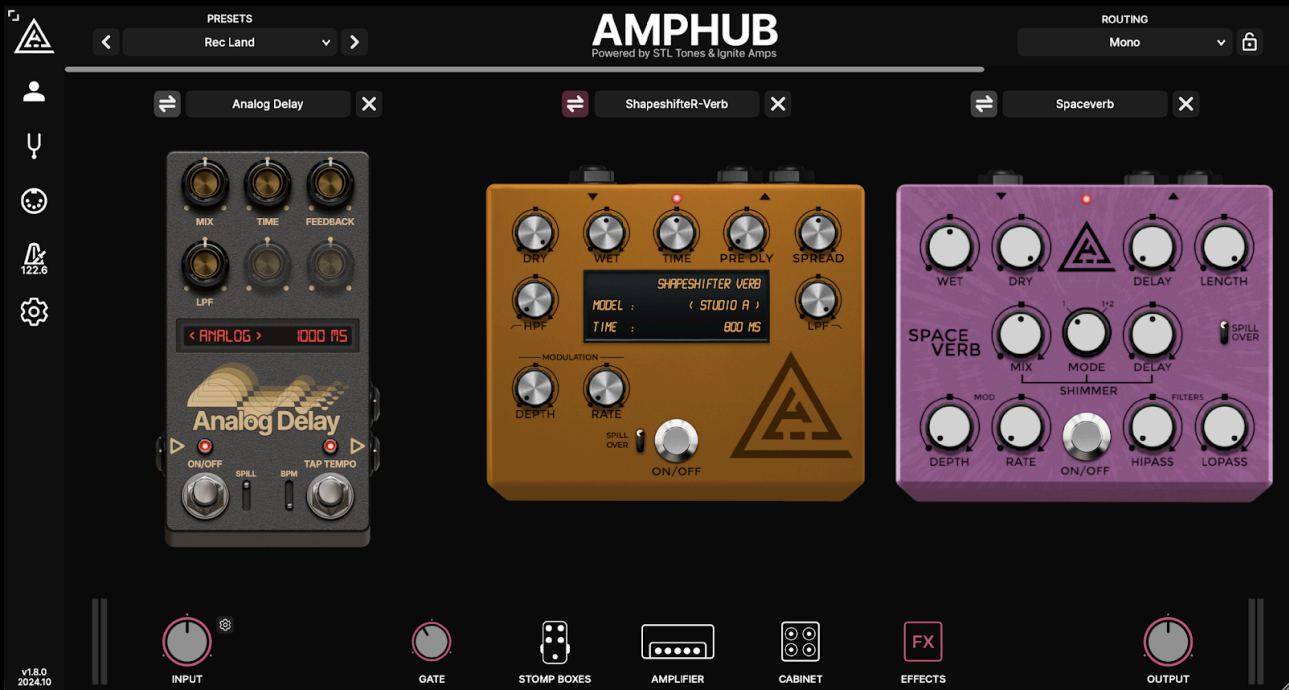 PRESETS
Rec Land
AMPHUB
Powered by STL Tones & Ignite Amps
ROUTING
Mono
Analog Delay
ShapeshifteR-Verb
Spaceverb
122.6
MIX TIME FEEDBACK
LPF
< ANALOG > 1000 MS
Analog Delay
ON/OFF TAP TEMPO
SPILL BPM
DRY WET TIME PRE DLY SPREAD
SHAPESHIFTER VERB
MODEL : ( STUDIO A )
TIME : 800 MS
HPF LPF
MODULATION
DEPTH RATE
SPILL
OVER
ON/OFF
WET DRY DELAY LENGTH
SPACE
VERB
1 1+2
SPILL
OVER
MIX MODE DELAY
SHIMMER
MOD FILTERS
DEPTH RATE ON/OFF HIPASS LOPASS
FX
INPUT GATE STOMP BOXES AMPLIFIER CABINET EFFECTS OUTPUT
v1.8.0
2024.10